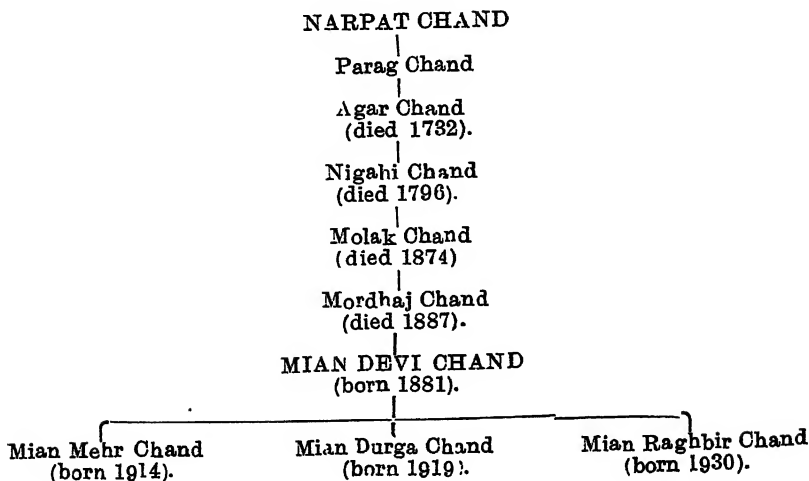 NARPAT CHAND
Parag Chand
Agar Chand
(died 1732).
Nigahi Chand
(died 1796).
Molak Chand
(died 1874)
Mordhaj Chand
(died 1887).
MIAN DEVI CHAND
(born 1881).
Mian Mehr Chand Mian Durga Chand Mian Raghbir Chand
(born 1914). (born 1919). (born 1930).